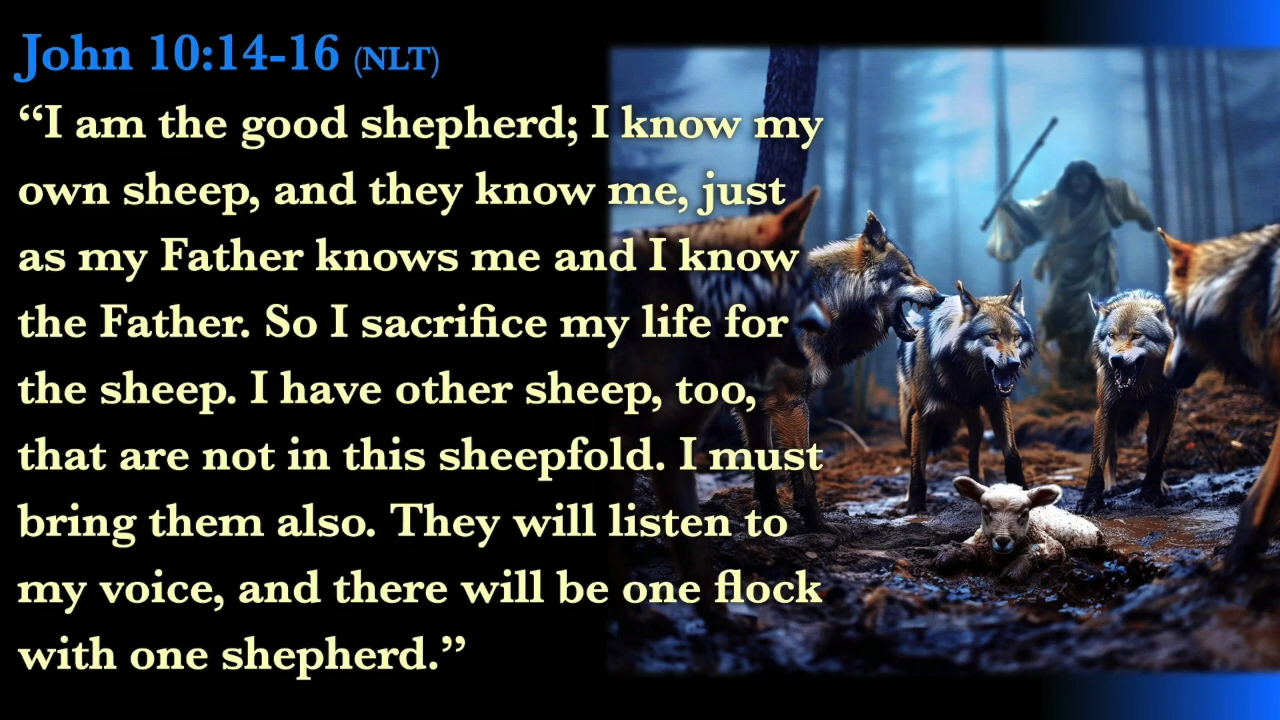 John 10:14-16 (NLT)
“I am the good shepherd; I know my
own sheep, and they know me, just
as my Father knows me and I know
the Father. So I sacrifice my life for
the sheep. I have other sheep, too,
that are not in this sheepfold. I must
bring them also. They will listen to
my voice, and there will be one flock
with one shepherd.”